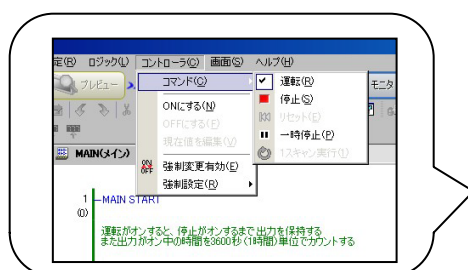 定(R) ロジック(L) コントローラ(C) 画面(S) ヘルプ(H)
プレビュー コマンド(C) 運転(R) モニタ
停止(S)
ONにする(N) リセット(E)
OFFにする(F) 一時停止(P)
現在値を編集(V) 1スキャン実行(I)
MAIN(メイン) ON OFF 強制変更有効(E)
強制設定(R)
1 MAIN START
(0)
運転がオンすると、停止がオンするまで出力を保持する
また出力がオン中の時間を3600秒(1時間)単位でカウントする